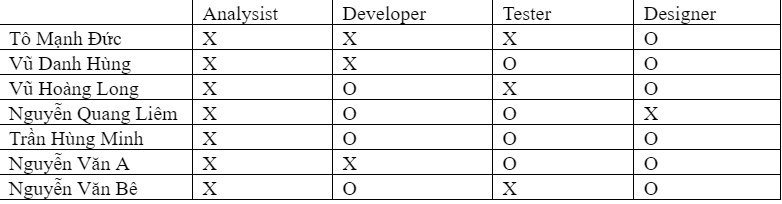 Analysist Developer Tester Designer
Tô Mạnh Đức X X X O
Vũ Danh Hùng X X O O
Vũ Hoàng Long X O X O
Nguyễn Quang Liêm X O O X
Trần Hùng Minh X O O O
Nguyễn Văn A X X O O
Nguyễn Văn Bê X O X O